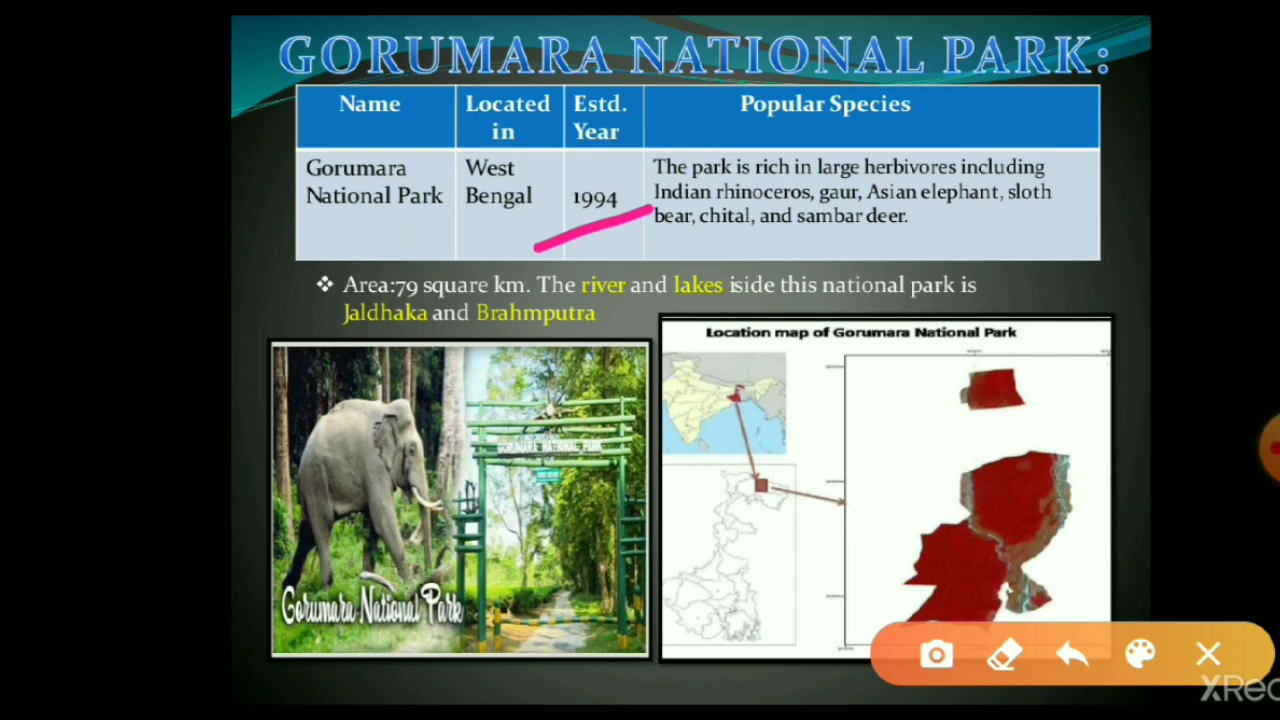 GORUMARA NATIONAL PARK:
Name
Located in
Estd. Year
Popular Species
Gorumara National Park
West Bengal
1994
The park is rich in large herbivores including
Indian rhinoceros, gaur, Asian elephant, sloth
bear, chital, and sambar deer.
❖ Area:79 square km. The river and lakes iside this national park is
Jaldhaka and Brahmputra
Location map of Gorumara National Park
GORUMARA NATIONAL PARK
Gorumara National Park
XRec